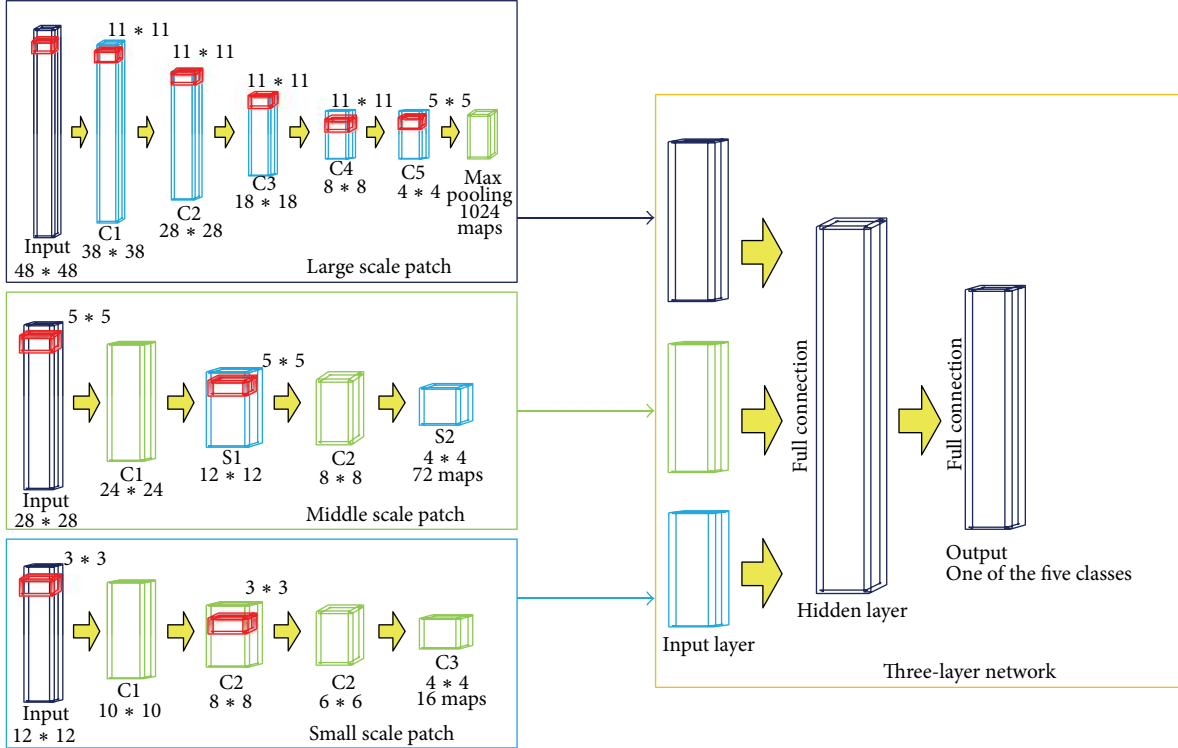 11 * 11
11 * 11
11 * 11
11 * 11
5 * 5
Input
48 * 48
C1
38 * 38
C2
28 * 28
C3
18 * 18
C4
8 * 8
C5
4 * 4
Max
pooling
1024
maps
Large scale patch
5 * 5
5 * 5
Input
28 * 28
C1
24 * 24
S1
12 * 12
C2
8 * 8
S2
4 * 4
72 maps
Middle scale patch
3 * 3
3 * 3
Input
12 * 12
C1
10 * 10
C2
8 * 8
C2
6 * 6
C3
4 * 4
16 maps
Small scale patch
Input layer
Full connection
Hidden layer
Full connection
Output
One of the five classes
Three-layer network